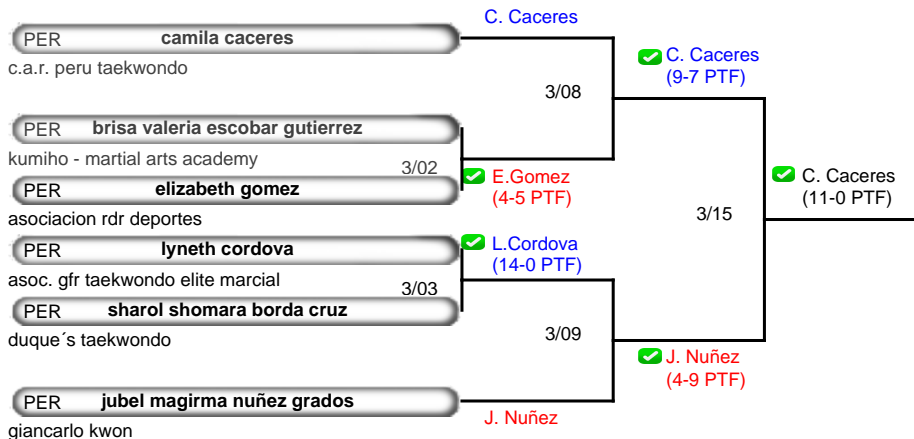 C. Caceres
PER camila caceres
c.a.r. peru taekwondo
C. Caceres
(9-7 PTF)
3/08
PER brisa valeria escobar gutierrez
kumiho - martial arts academy
3/02
PER elizabeth gomez
asociacion rdr deportes
E.Gomez
(4-5 PTF)
C. Caceres
(11-0 PTF)
3/15
PER lyneth cordova
asoc. gfr taekwondo elite marcial
L.Cordova
(14-0 PTF)
3/03
PER sharol shomara borda cruz
duque´s taekwondo
3/09
J. Nuñez
(4-9 PTF)
PER jubel magirma nuñez grados
giancarlo kwon
J. Nuñez